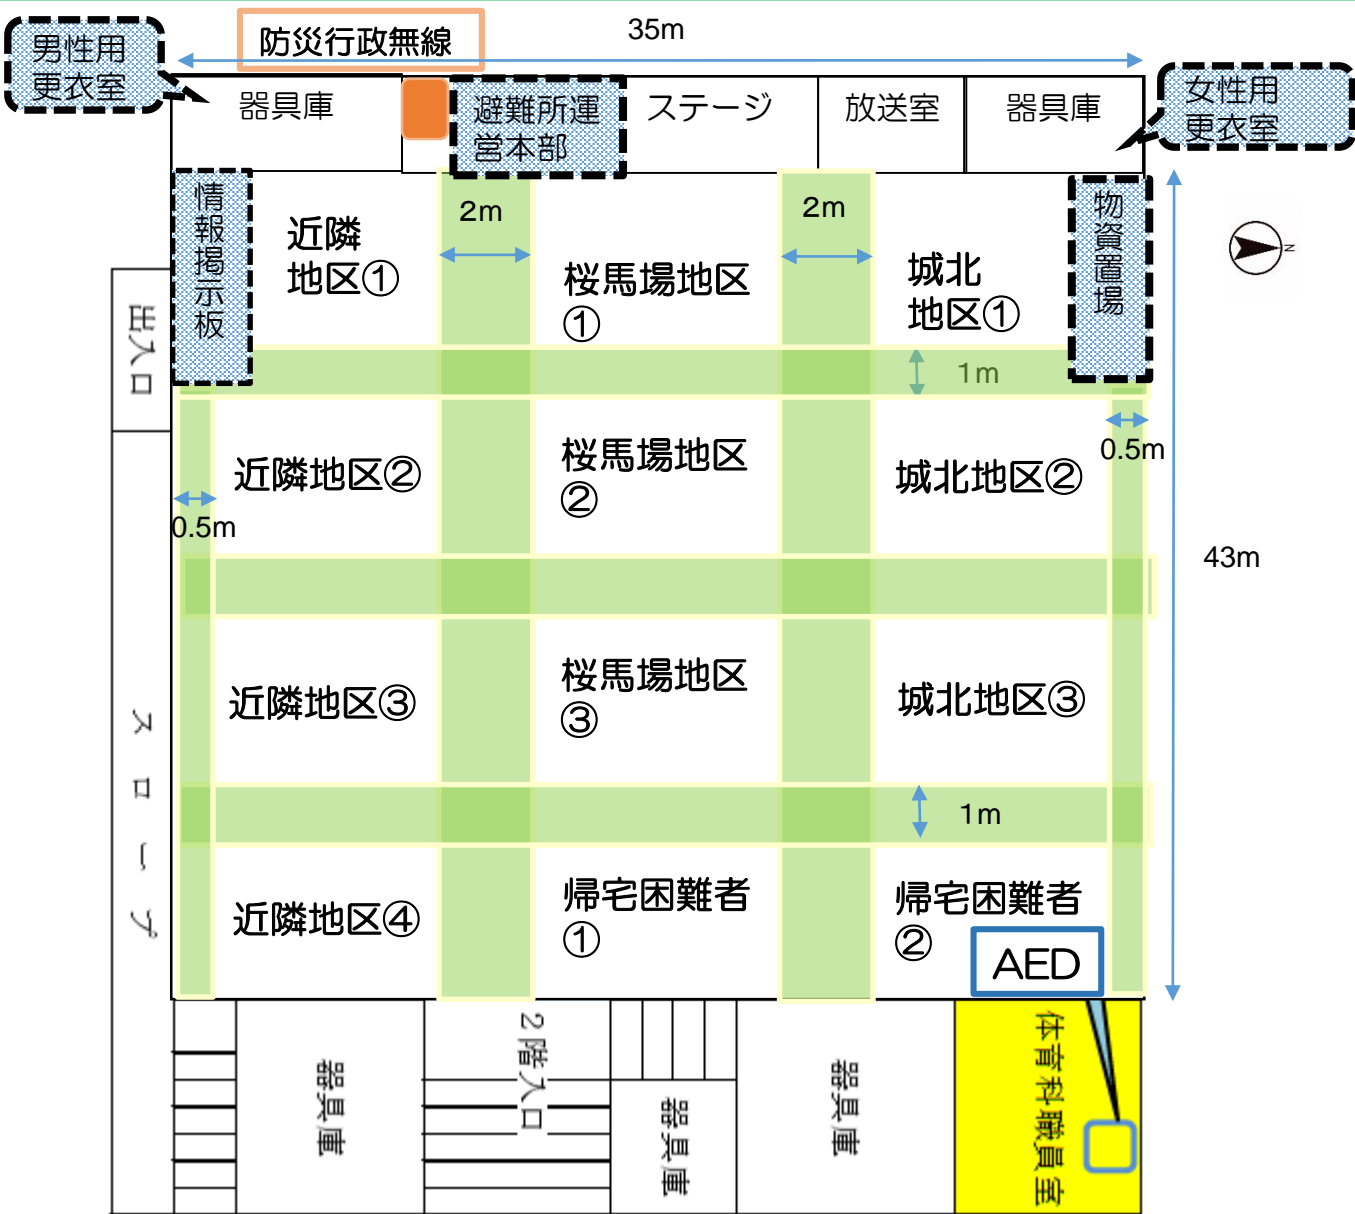 防災行政無線
35m
男性用
更衣室
器具庫
避難所運
営本部
ステージ
放送室
器具庫
女性用
更衣室
情報掲示板
近隣
地区①
2m
桜馬場地区
①
2m
城北
地区①
物資置場
N
出入口
1m
近隣地区②
桜馬場地区
②
城北地区②
0.5m
0.5m
43m
近隣地区③
桜馬場地区
③
城北地区③
スロープ
1m
近隣地区④
帰宅困難者
①
帰宅困難者
②
AED
器具庫
2階入口
器具庫
器具庫
体育科職員室